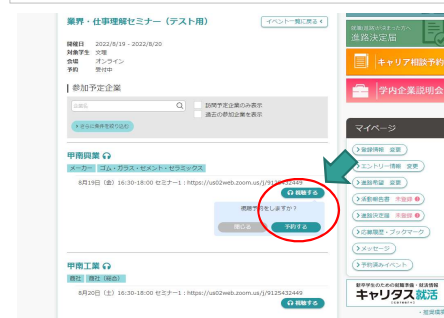 業界・仕事理解セミナー（テスト用）
イベント一覧に戻る
開催日 2022/8/19 - 2022/8/20
対象学生 文理
会場 オンライン
予約 受付中
参加予定企業
企業名
訪問予定企業のみ表示
過去の参加企業を表示
さらに条件を絞り込む
甲南興業
メーカー ゴム・ガラス・セメント・セラミックス
8月19日（金）16:30-18:00 セミナー1：https://us02web.zoom.us/j/9125432449
視聴する
視聴予約をしますか？
閉じる
予約する
甲南工業
商社 商社（総合）
8月20日（土）16:30-18:00 セミナー1：https://us02web.zoom.us/j/9125432449
視聴する
進路決定届
キャリア相談予約
学内企業説明会
マイページ
登録情報 変更
エントリー情報 変更
進路希望 変更
活動報告書 未登録
進路決定届 未登録
応募履歴・ブックマーク
メッセージ
予約済みイベント
新卒学生のための就職準備・就活情報
キャリタス就活